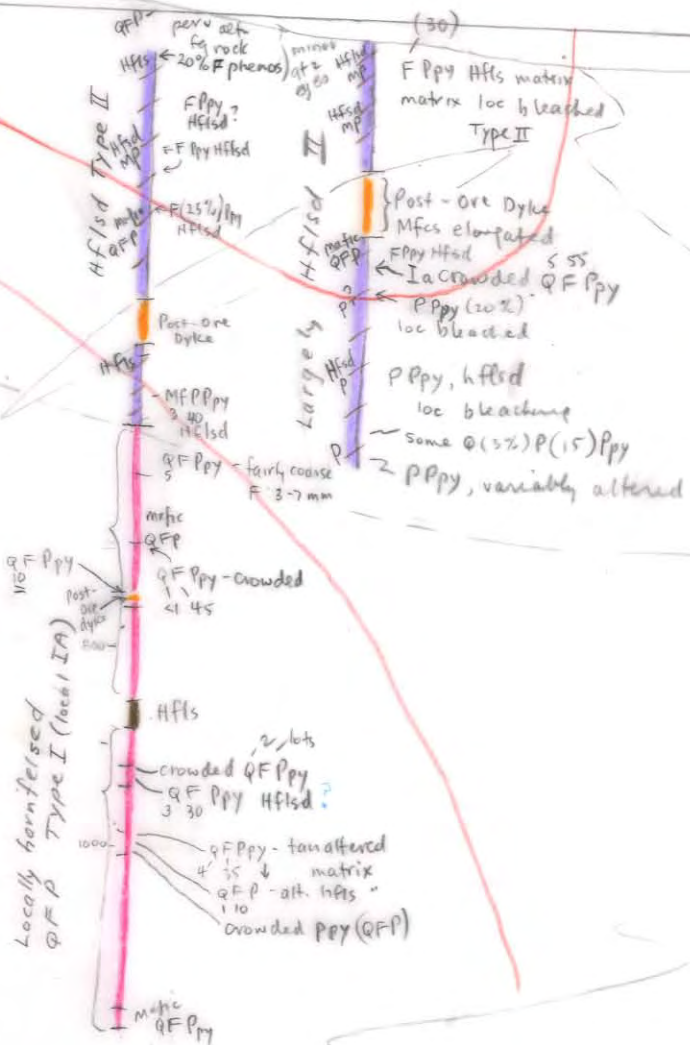 QFP
perv alt.
fg rock
Hfls
20% F phenos
FPpy
Hflsd?
Hflsd
MP
F Ppy Hflsd
F(25%)Ppy
Hflsd
mafic
QFP
Hflsd Type II
Post-Ore
Dyke
Hfls
MFPPpy
3 40
Hflsd
QFPpy - fairly coarse
5
F 3-7 mm
mafic
QFP
QFPpy
QFPpy - crowded
<1 45
Post-
ore
dyke
800
.Hfls
Locally hornfelsed
QFP Type I (local IA)
2, lots
crowded QFPpy
QF Ppy Hflsd ?
3 30
1000
QFPpy - tan altered
4 35 matrix
QFP - alt. hfls "
1 10
crowded Ppy (QFP)
mafic
QFPpy
(30)
minor
qtz
eyes
Hflsd
MP
FPpy Hfls matrix
matrix loc bleached
Type II
Hflsd
MP
Post-Ore Dyke
Mfcs elongated
mafic
QFP
FPpy Hfsd
5 55
Ia crowded QFPpy
P?
PPpy (20%)
loc bleached
Largely Hflsd II
Hfsd
P
PPpy, hflsd
loc bleaching
some Q(3%)P(15)Ppy
P
PPpy, variably altered